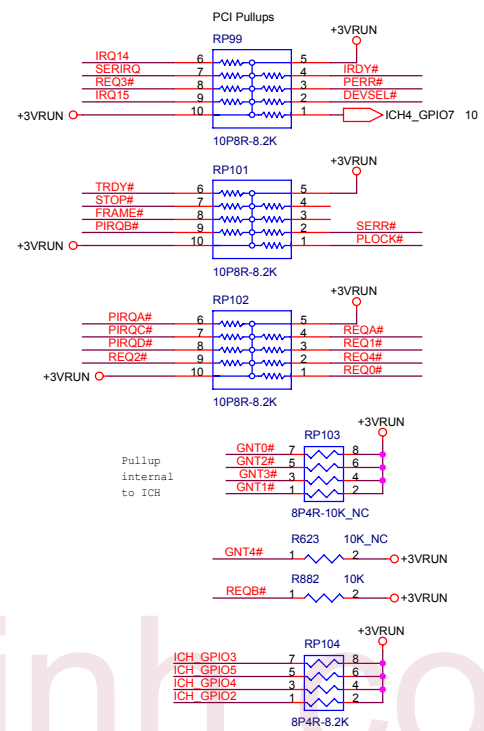 PCI Pullups
RP99
+3VRUN
IRQ14 6 5
SERIRQ 7 4 IRDY#
REQ3# 8 3 PERR#
IRQ15 9 2 DEVSEL#
+3VRUN 10 1 ICH4_GPIO7 10
10P8R-8.2K
+3VRUN
RP101
TRDY# 6 5
STOP# 7 4
FRAME# 8 3
PIRQB# 9 2 SERR#
+3VRUN 10 1 PLOCK#
10P8R-8.2K
+3VRUN
RP102
PIRQA# 6 5
PIRQC# 7 4 REQA#
PIRQD# 8 3 REQ1#
REQ2# 9 2 REQ4#
+3VRUN 10 1 REQ0#
10P8R-8.2K
+3VRUN
RP103
GNT0# 7 8
GNT2# 5 6
GNT3# 3 4
GNT1# 1 2
Pullup
internal
to ICH
8P4R-10K_NC
R623 10K_NC
GNT4# 1 2 +3VRUN
R882 10K
REQB# 1 2 +3VRUN
+3VRUN
RP104
ICH_GPIO3 7 8
ICH_GPIO5 5 6
ICH_GPIO4 3 4
ICH_GPIO2 1 2
8P4R-8.2K
inh co